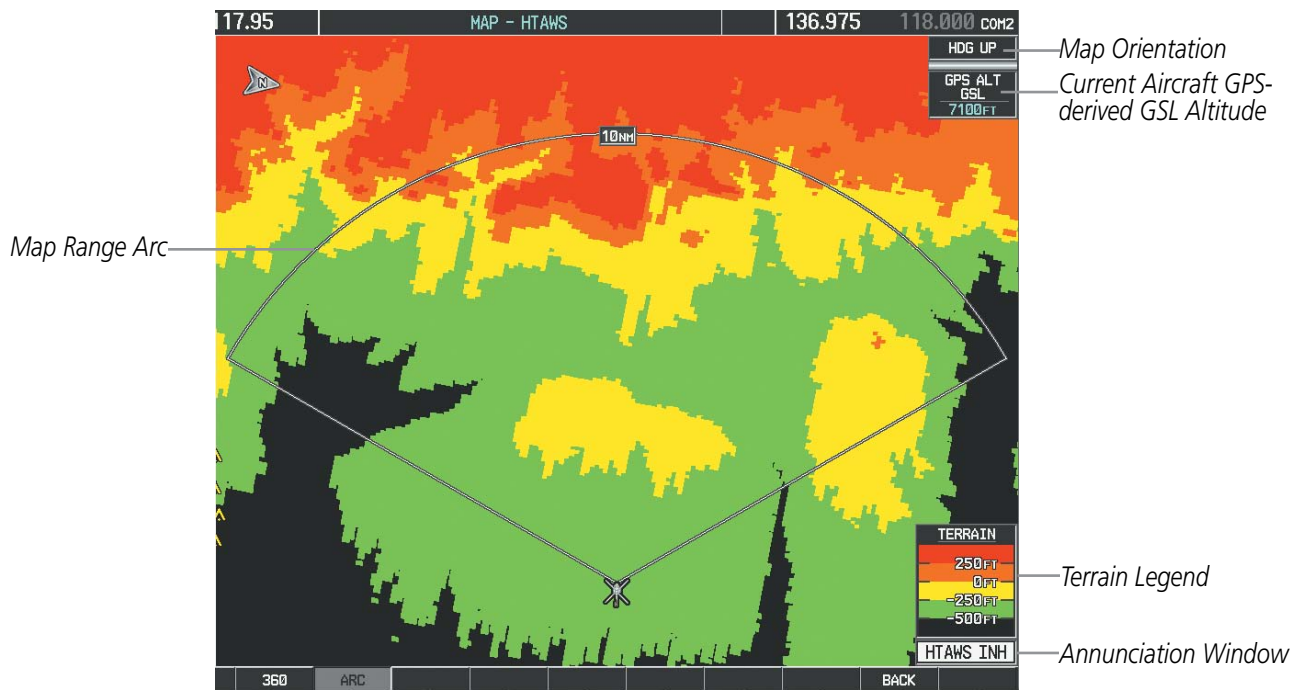 117.95 MAP - HTAWS 136.975 118.000 COM2
HDG UP
Map Orientation
GPS ALT
GSL
7100FT
Current Aircraft GPS-
derived GSL Altitude
N
10NM
Map Range Arc
TERRAIN
250FT
0FT
-250FT
-500FT
Terrain Legend
HTAWS INH
Annunciation Window
360 ARC BACK